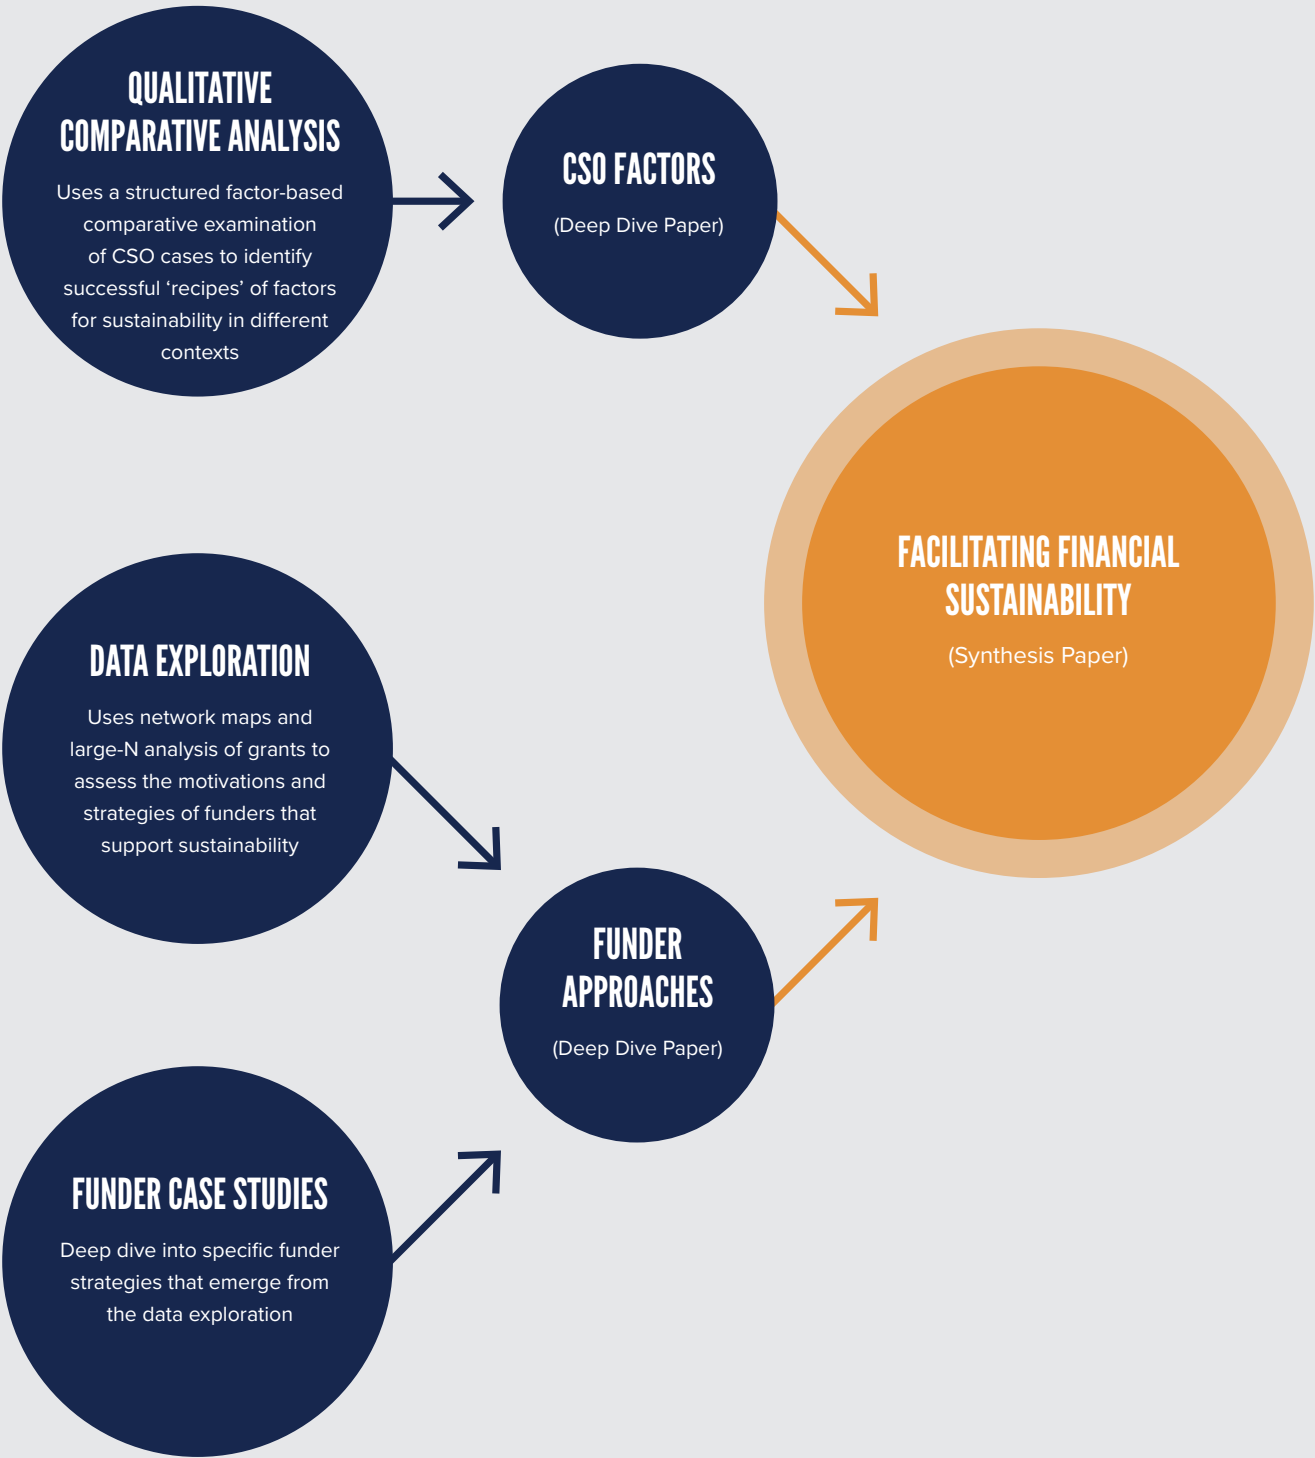 QUALITATIVE
COMPARATIVE ANALYSIS
Uses a structured factor-based
comparative examination
of CSO cases to identify
successful ‘recipes’ of factors
for sustainability in different
contexts
CSO FACTORS
(Deep Dive Paper)
FACILITATING FINANCIAL
SUSTAINABILITY
(Synthesis Paper)
DATA EXPLORATION
Uses network maps and
large-N analysis of grants to
assess the motivations and
strategies of funders that
support sustainability
FUNDER
APPROACHES
(Deep Dive Paper)
FUNDER CASE STUDIES
Deep dive into specific funder
strategies that emerge from
the data exploration